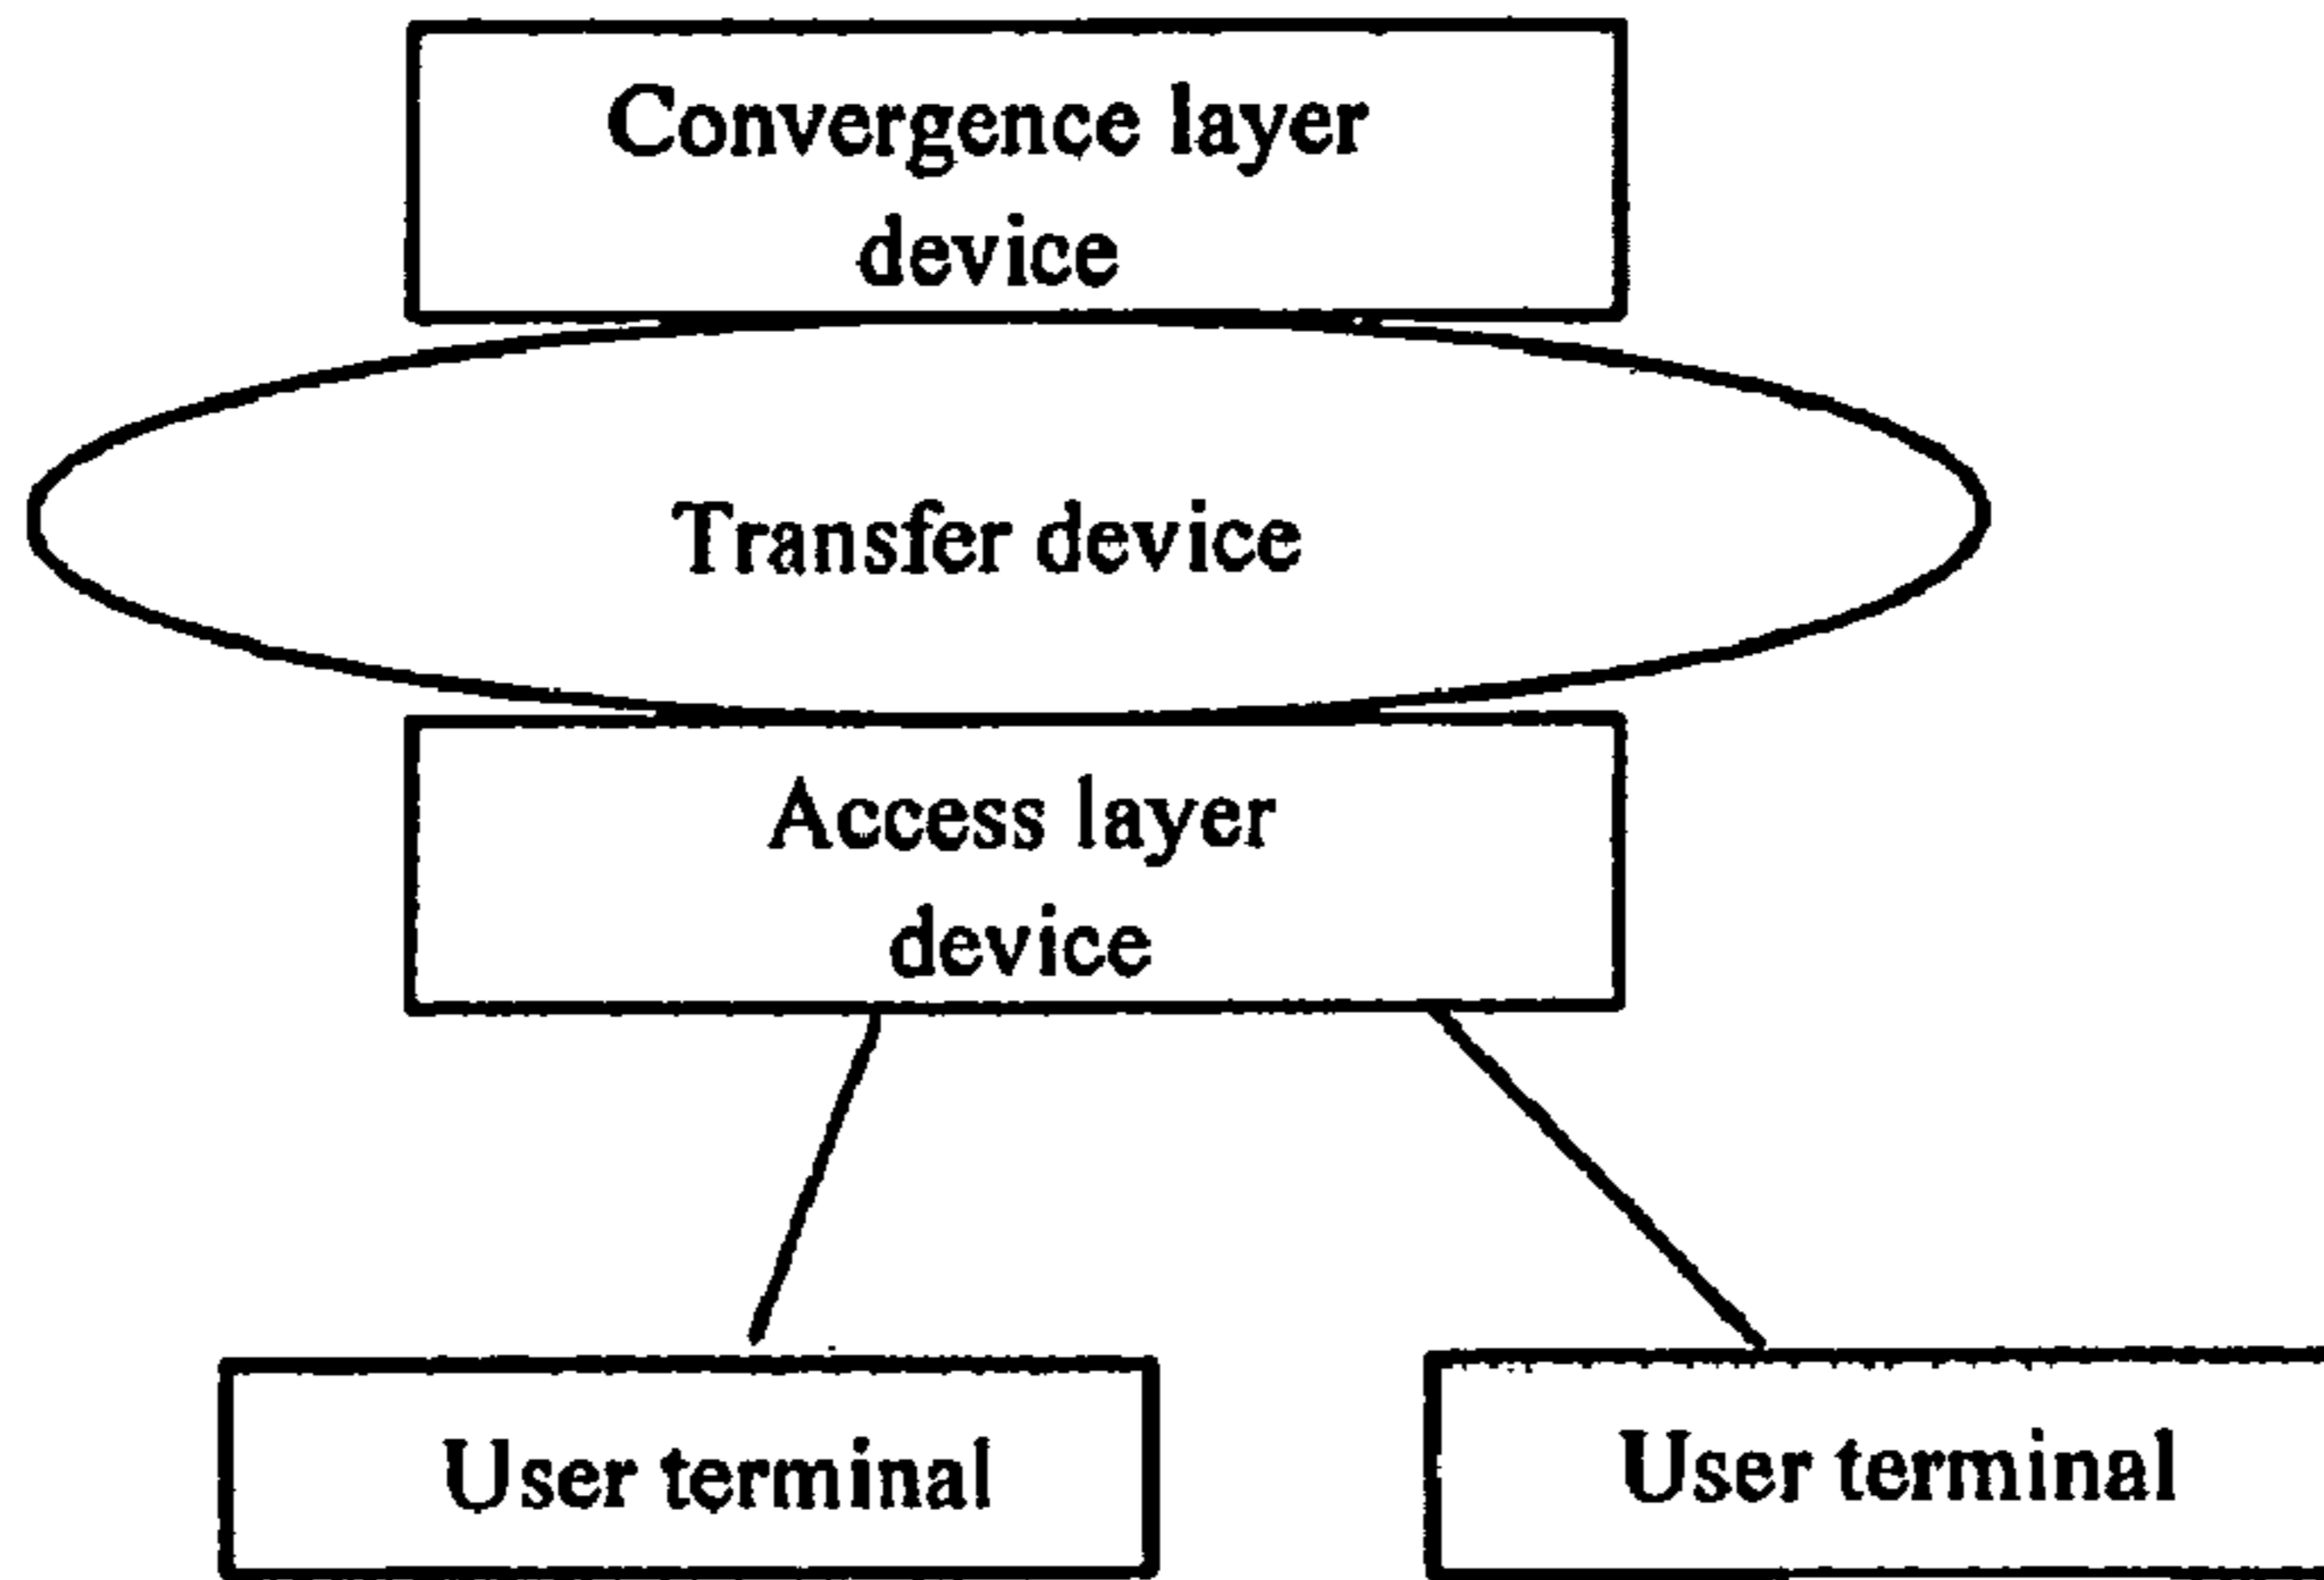 Convergence layer
device
Transfer device
Access layer
device
User terminal
User terminal